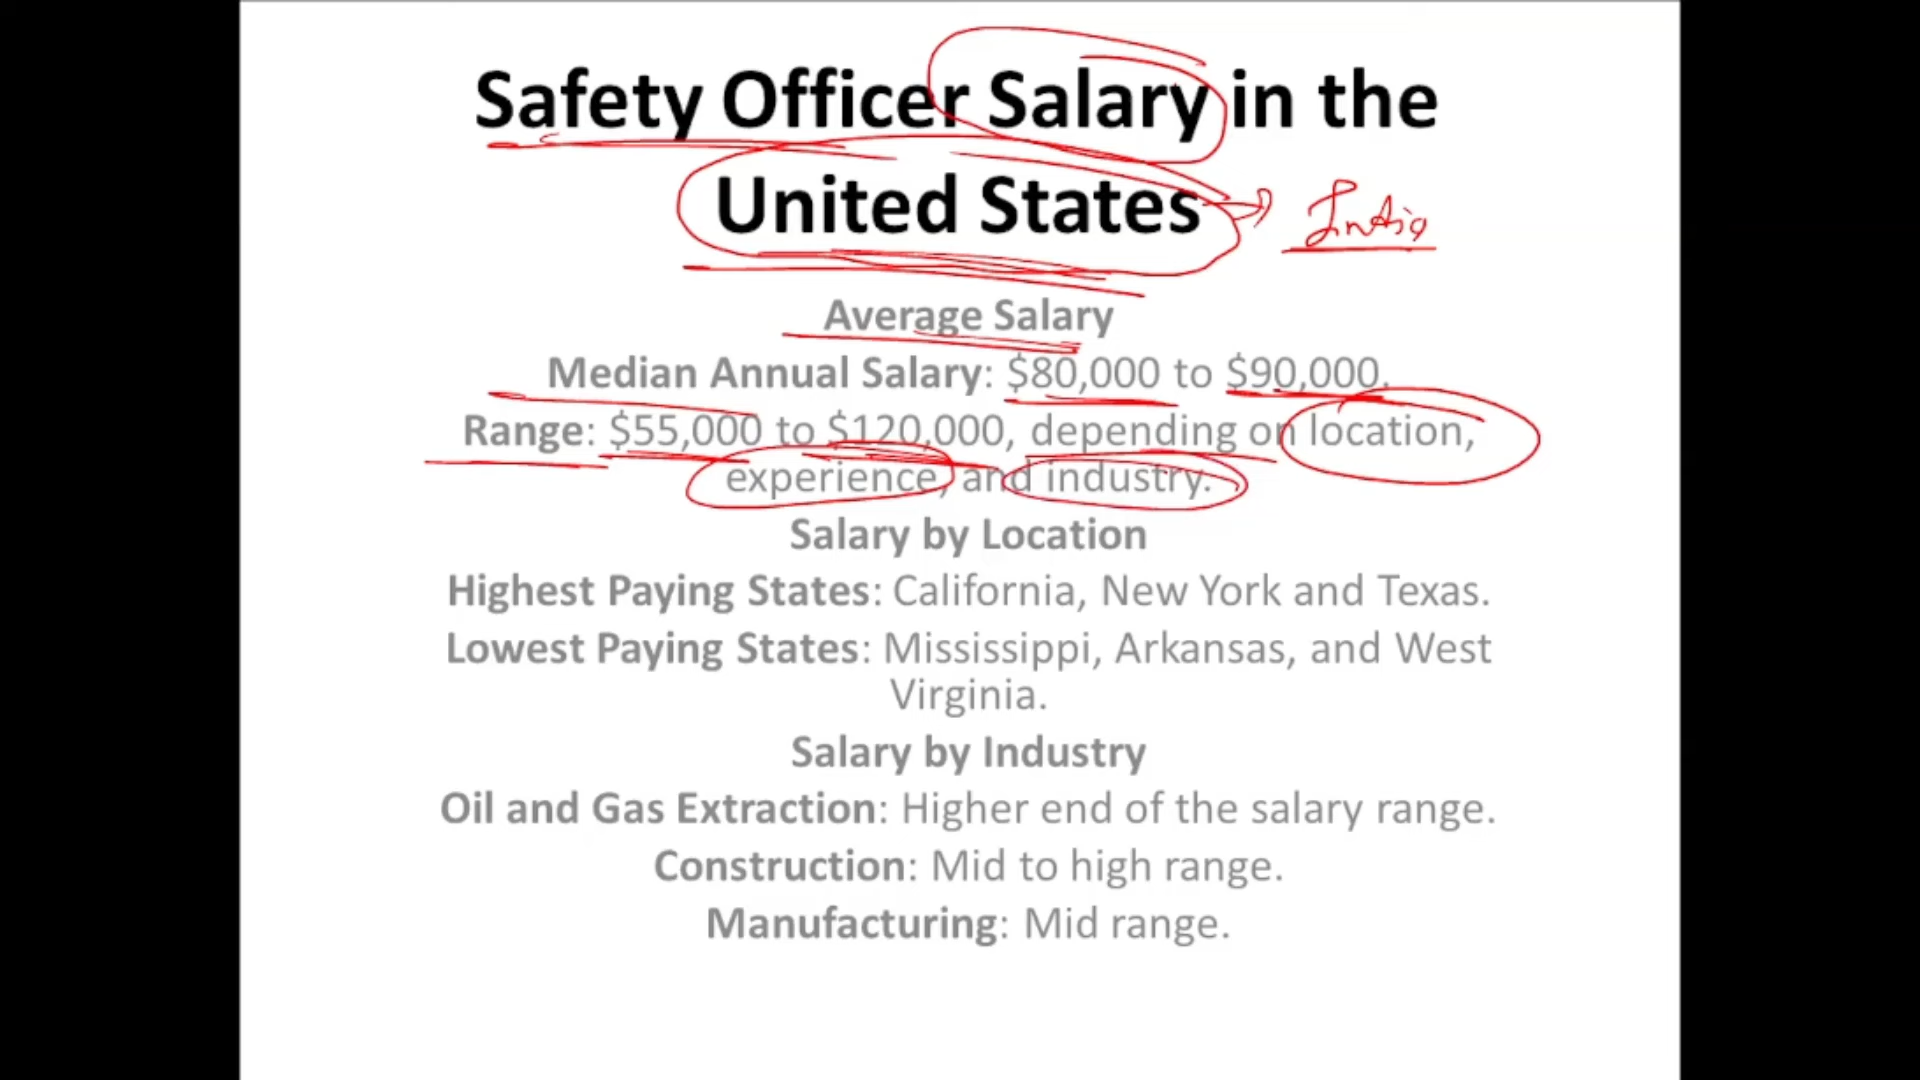 Safety Officer Salary in the
United States
India
Average Salary
Median Annual Salary: $80,000 to $90,000.
Range: $55,000 to $120,000, depending on location,
experience, and industry.
Salary by Location
Highest Paying States: California, New York and Texas.
Lowest Paying States: Mississippi, Arkansas, and West
Virginia.
Salary by Industry
Oil and Gas Extraction: Higher end of the salary range.
Construction: Mid to high range.
Manufacturing: Mid range.